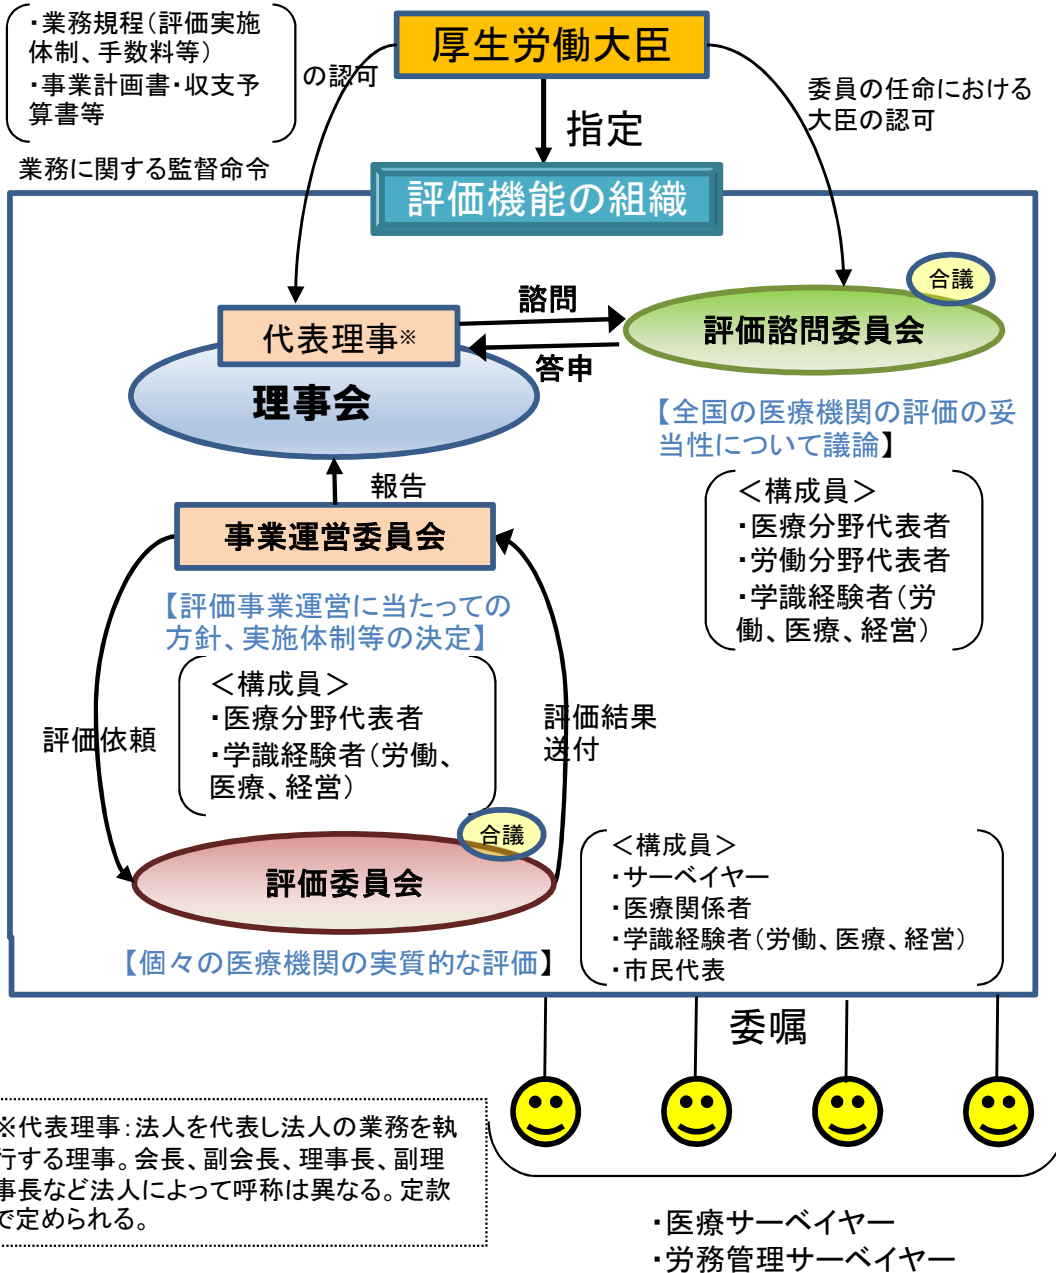 ・業務規程（評価実施
体制、手数料等）
・事業計画書・収支予
算書等
の認可
業務に関する監督命令
厚生労働大臣
指定
委員の任命における
大臣の認可
評価機能の組織
代表理事※
理事会
諮問
答申
合議
評価諮問委員会
【全国の医療機関の評価の妥
当性について議論】
＜構成員＞
・医療分野代表者
・労働分野代表者
・学識経験者（労
働、医療、経営）
報告
事業運営委員会
【評価事業運営に当たっての
方針、実施体制等の決定】
＜構成員＞
・医療分野代表者
・学識経験者（労働、
医療、経営）
評価依頼
評価結果
送付
合議
評価委員会
【個々の医療機関の実質的な評価】
＜構成員＞
・サーベイヤー
・医療関係者
・学識経験者（労働、医療、経営）
・市民代表
委嘱
※代表理事：法人を代表し法人の業務を執
行する理事。会長、副会長、理事長、副理
事長など法人によって呼称は異なる。定款
で定められる。
・医療サーベイヤー
・労務管理サーベイヤー